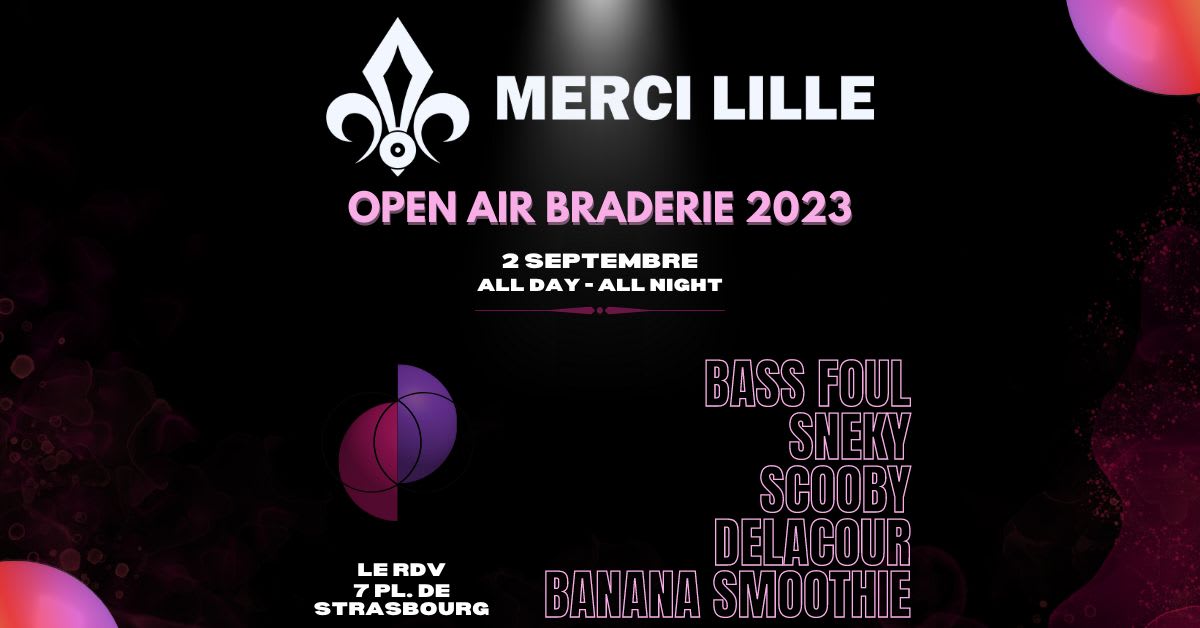 MERCI LILLE
OPEN AIR BRADERIE 2023
2 SEPTEMBRE
ALL DAY - ALL NIGHT
BASS FOUL
SNEKY
SCOOBY
DELACOUR
BANANA SMOOTHIE
LE RDV
7 PL. DE
STRASBOURG